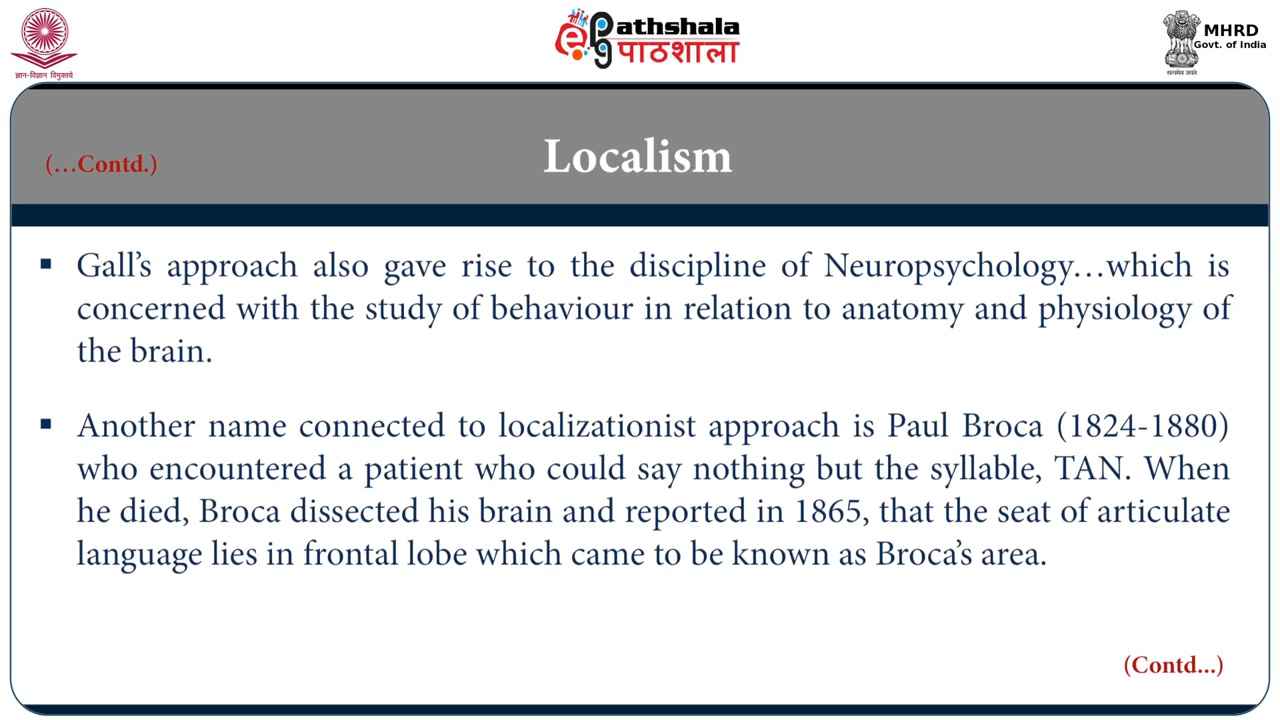 ज्ञान-विज्ञान विमुक्तये
ePG Pathshala
पाठशाला
MHRD
Govt. of India
सत्यमेव जयते
(…Contd.)
Localism
▪ Gall’s approach also gave rise to the discipline of Neuropsychology…which is
concerned with the study of behaviour in relation to anatomy and physiology of
the brain.
▪ Another name connected to localizationist approach is Paul Broca (1824-1880)
who encountered a patient who could say nothing but the syllable, TAN. When
he died, Broca dissected his brain and reported in 1865, that the seat of articulate
language lies in frontal lobe which came to be known as Broca’s area.
(Contd...)